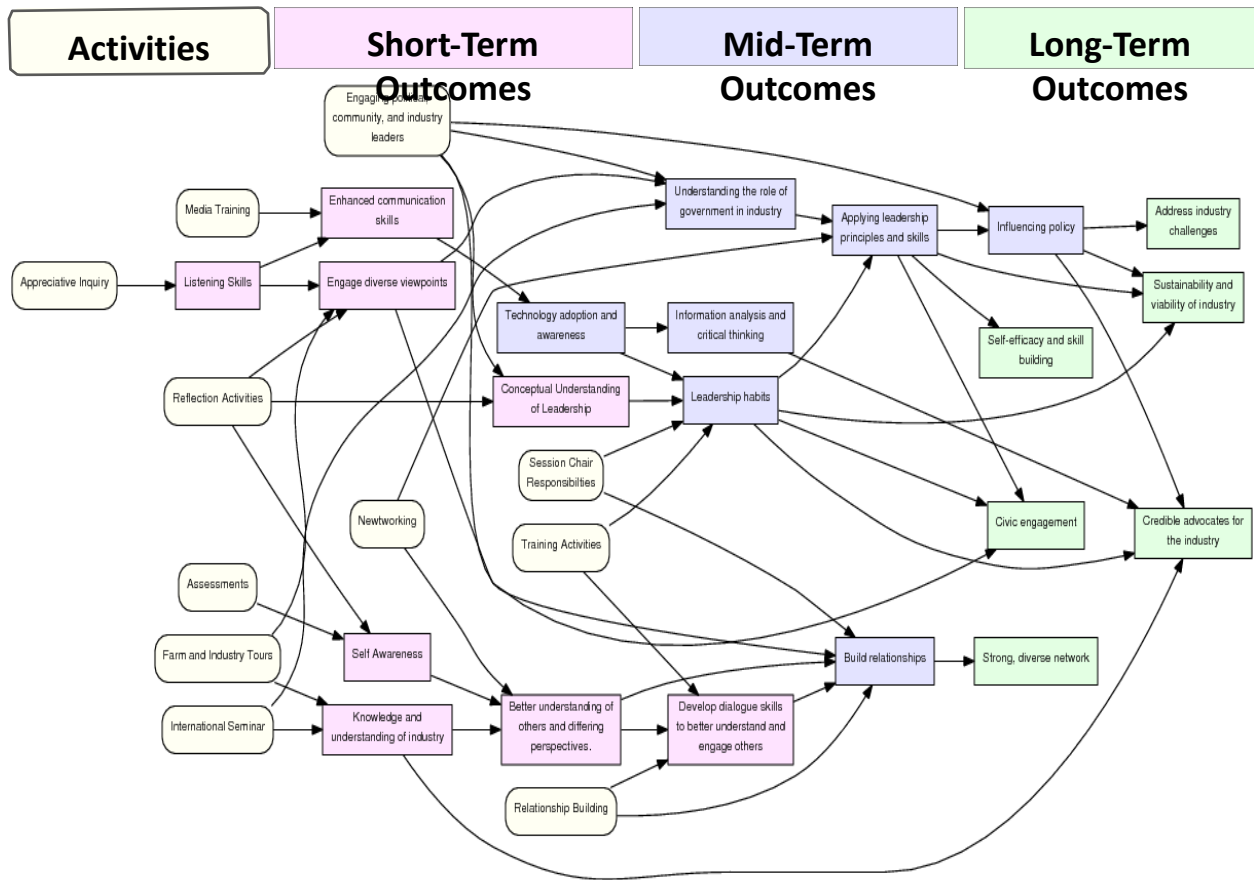 Activities
Short-Term
Outcomes
Mid-Term
Outcomes
Long-Term
Outcomes
Engaging political,
community, and industry
leaders
Media Training
Enhanced communication
skills
Understanding the role of
government in industry
Applying leadership
principles and skills
Influencing policy
Address industry
challenges
Appreciative Inquiry
Listening Skills
Engage diverse viewpoints
Sustainability and
viability of industry
Technology adoption and
awareness
Information analysis and
critical thinking
Self-efficacy and skill
building
Reflection Activities
Conceptual Understanding
of Leadership
Leadership habits
Session Chair
Responsibilties
Newtworking
Training Activities
Civic engagement
Credible advocates for
the industry
Assessments
Farm and Industry Tours
Self Awareness
Build relationships
Strong, diverse network
International Seminar
Knowledge and
understanding of industry
Better understanding of
others and differing
perspectives.
Develop dialogue skills
to better understand and
engage others
Relationship Building